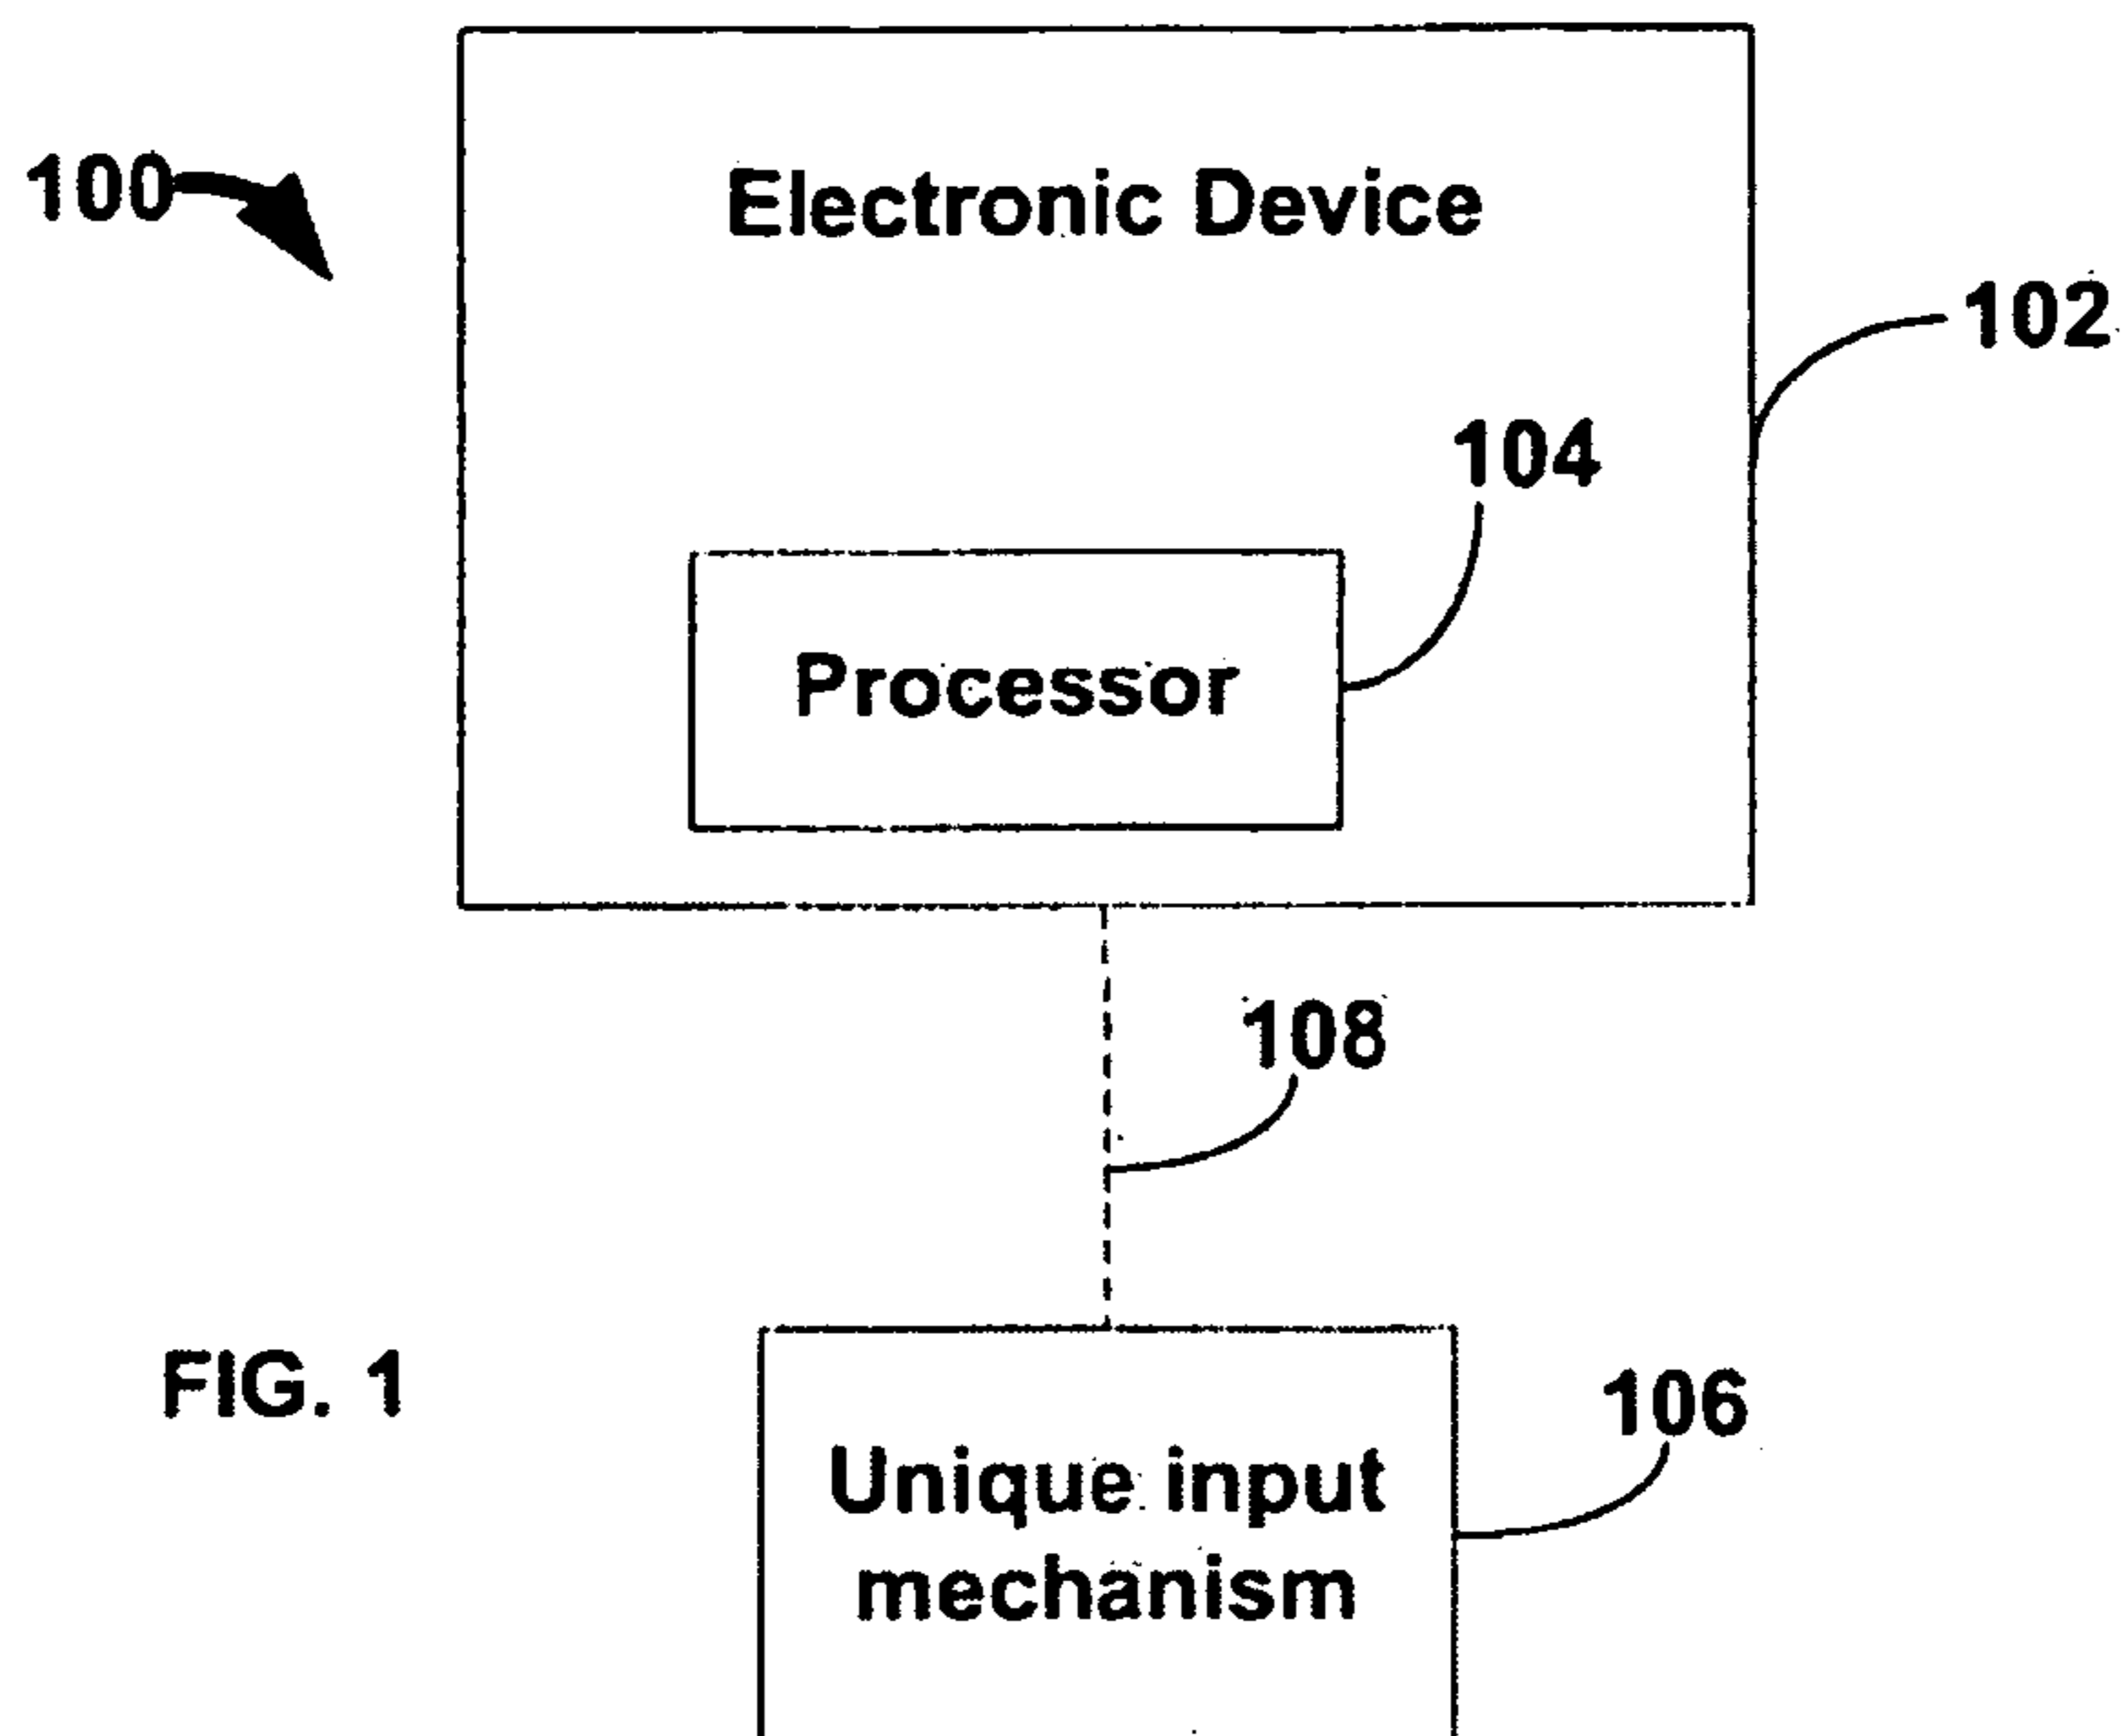 100
Electronic Device
102
104
Processor
108
FIG. 1
106
Unique input
mechanism